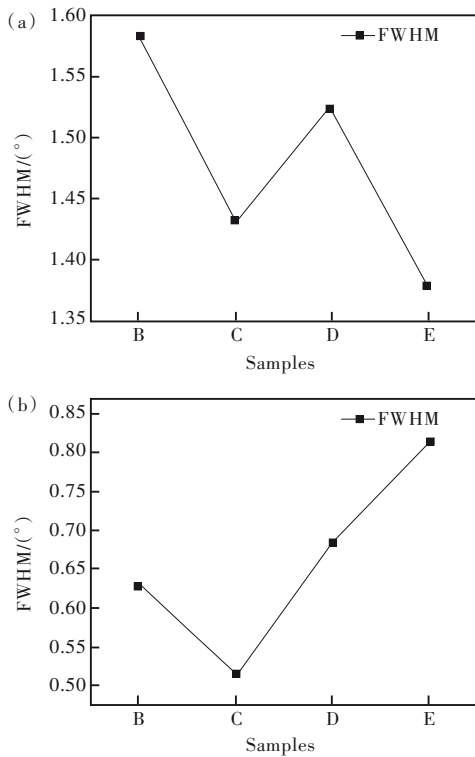 (a)
FWHM
1.60
1.55
1.50
1.45
1.40
1.35
FWHM/(°)
B C D E
Samples
(b)
FWHM
0.85
0.80
0.75
0.70
0.65
0.60
0.55
0.50
FWHM/(°)
B C D E
Samples